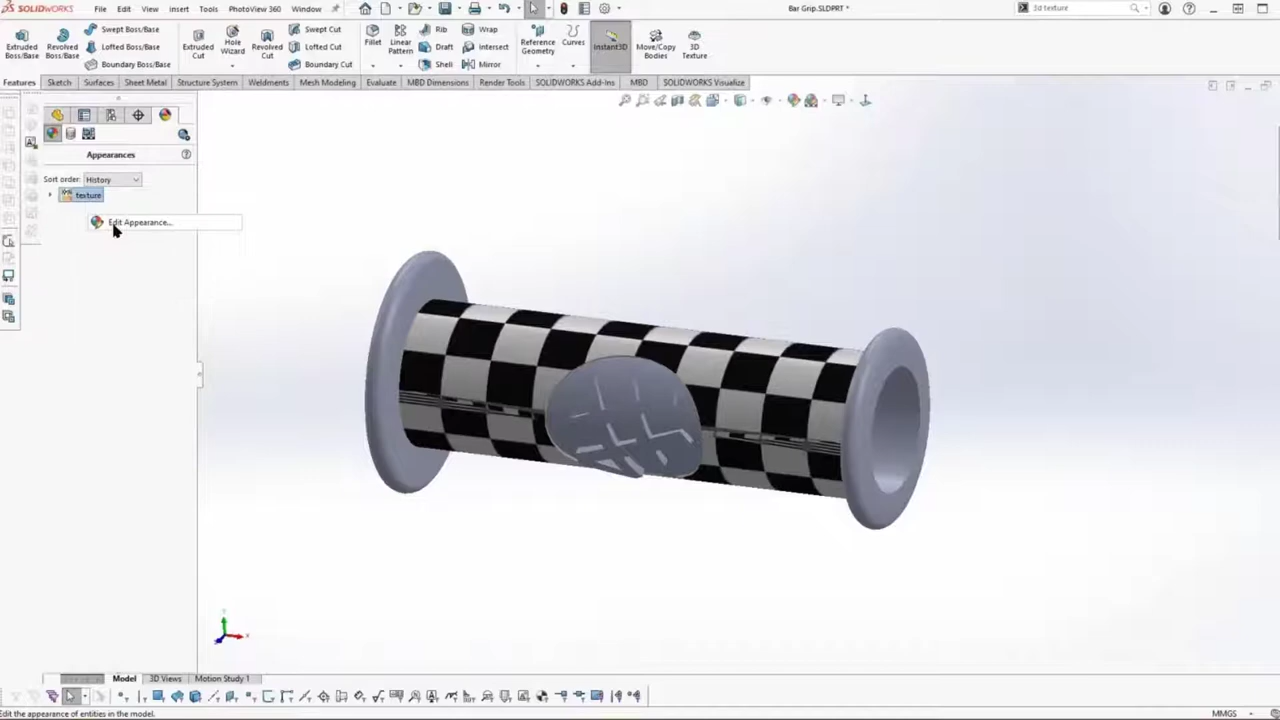 SOLIDWORKS File Edit View Insert Tools PhotoView 360 Window Bar Grip.SLDPRT * 3d texture
Extruded Boss/Base
Revolved Boss/Base
Swept Boss/Base
Lofted Boss/Base
Boundary Boss/Base
Extruded Cut
Hole Wizard
Revolved Cut
Swept Cut
Lofted Cut
Boundary Cut
Fillet
Linear Pattern
Rib
Draft
Shell
Wrap
Intersect
Mirror
Reference Geometry
Curves
Instant3D
Move/Copy Bodies
3D Texture
Features Sketch Surfaces Sheet Metal Structure System Weldments Mesh Modeling Evaluate MBD Dimensions Render Tools SOLIDWORKS Add-Ins MBD SOLIDWORKS Visualize
Appearances
Sort order: History
texture
Edit Appearance...
Model 3D Views Motion Study 1
Edit the appearance of entities in the model. MMGS